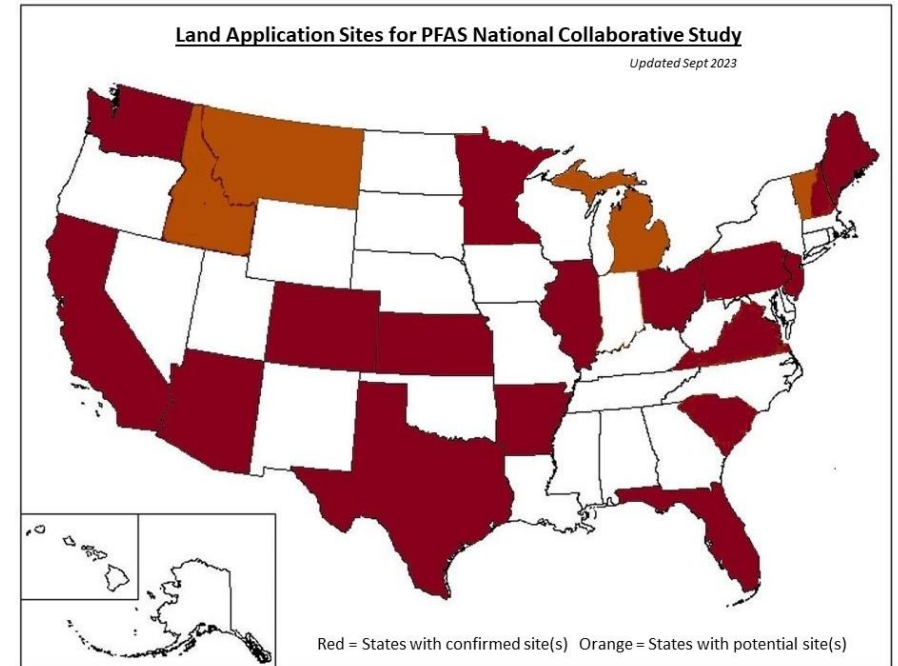 Land Application Sites for PFAS National Collaborative Study
Updated Sept 2023
Red = States with confirmed site(s) Orange = States with potential site(s)